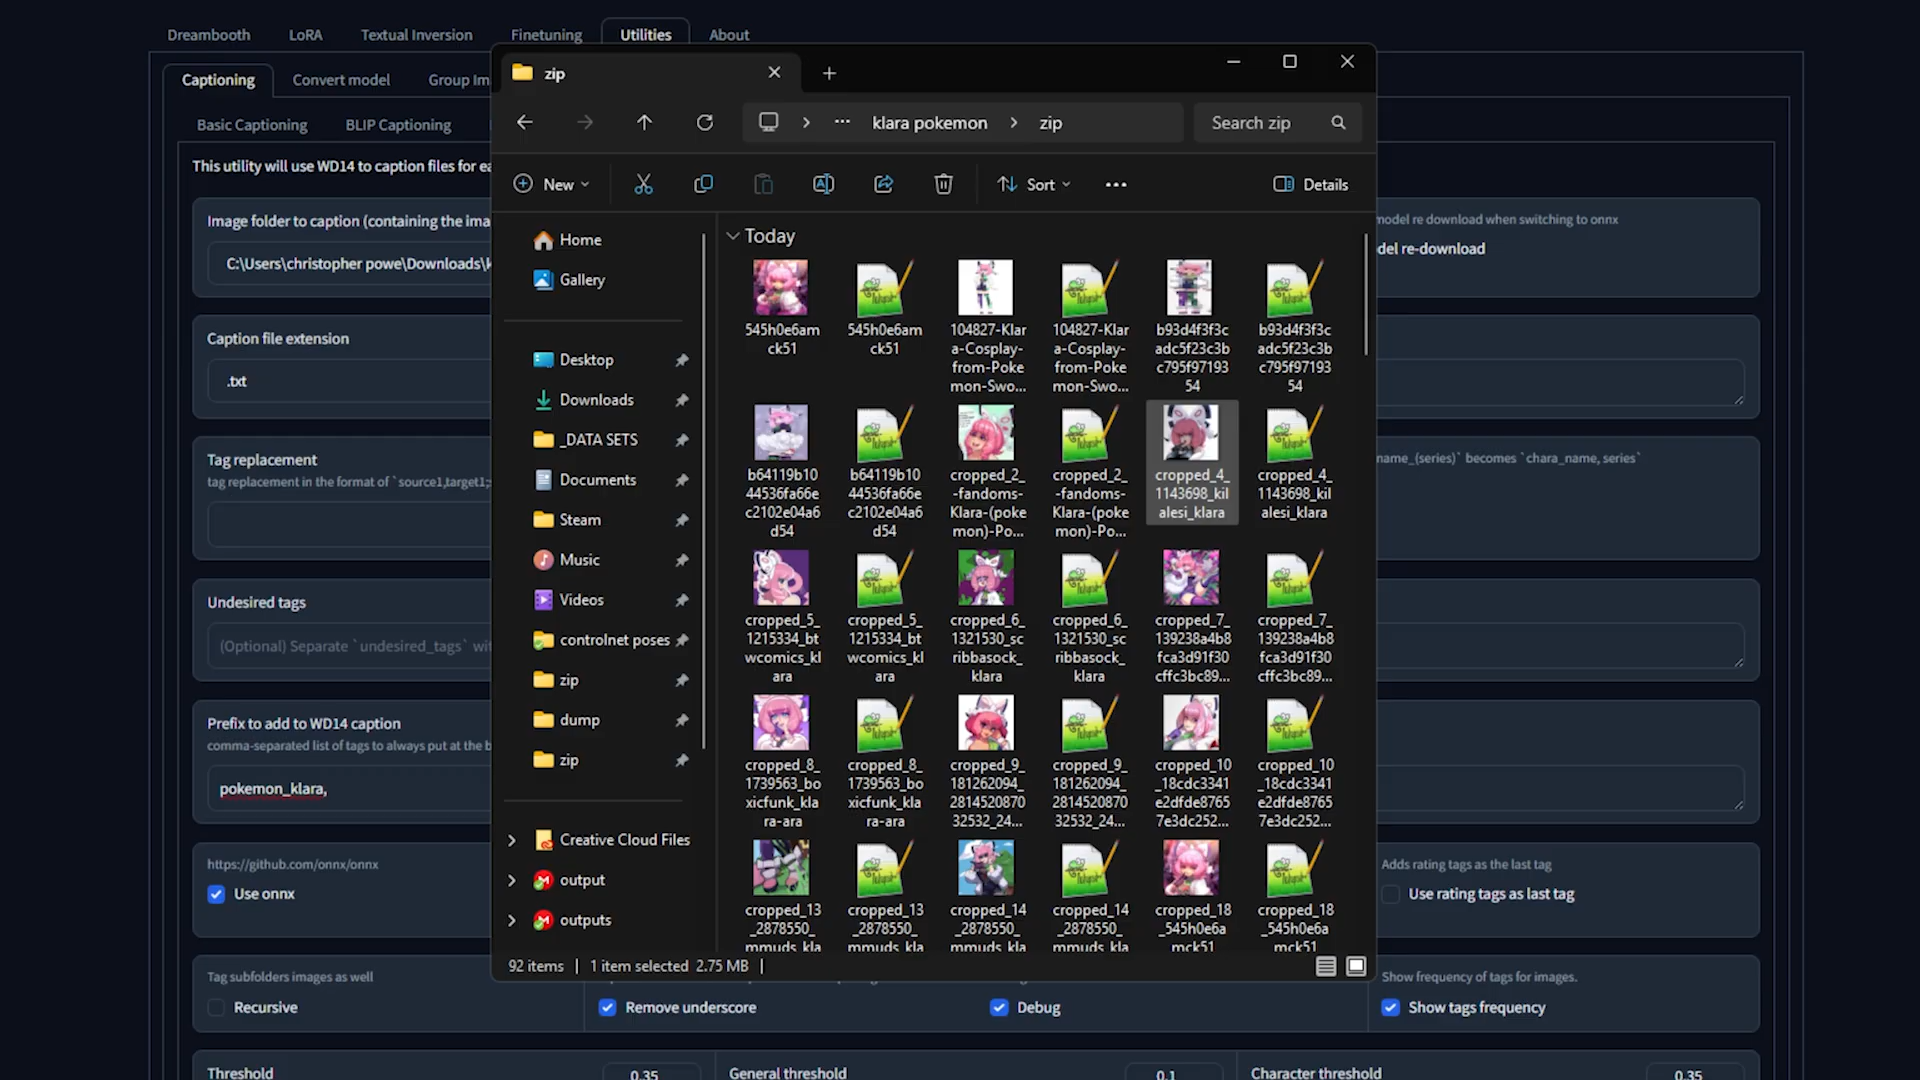 Dreambooth
LoRA
Textual Inversion
Finetuning
Utilities
About
Captioning
Convert model
Group Im
Basic Captioning
BLIP Captioning
This utility will use WD14 to caption files for ea
Image folder to caption (containing the ima
C:\Users\christopher powe\Downloads\k
Caption file extension
.txt
Tag replacement
tag replacement in the format of `source1,target1;
Undesired tags
(Optional) Separate `undesired_tags` wit
Prefix to add to WD14 caption
comma-separated list of tags to always put at the b
pokemon_klara,
https://github.com/onnx/onnx
Use onnx
Tag subfolders images as well
Recursive
Remove underscore
Debug
Show frequency of tags for images.
Show tags frequency
Threshold
0.35
General threshold
0.1
Character threshold
0.35
model re download when switching to onnx
del re-download
name_(series)` becomes `chara_name, series`
Adds rating tags as the last tag
Use rating tags as last tag
zip
klara pokemon
zip
Search zip
New
Sort
Details
Home
Gallery
Desktop
Downloads
_DATA SETS
Documents
Steam
Music
Videos
controlnet poses
zip
dump
zip
Creative Cloud Files
output
outputs
Today
545h0e6am
ck51
545h0e6am
ck51
104827-Klar
a-Cosplay-
from-Poke
mon-Swo...
104827-Klar
a-Cosplay-
from-Poke
mon-Swo...
b93d4f3f3c
adc5f23c3b
c795f97193
54
b93d4f3f3c
adc5f23c3b
c795f97193
54
b64119b10
44536fa66e
c2102e04a6
d54
b64119b10
44536fa66e
c2102e04a6
d54
cropped_2_
-fandoms-
Klara-(poke
mon)-Po...
cropped_2_
-fandoms-
Klara-(poke
mon)-Po...
cropped_4_
1143698_kil
alesi_klara
cropped_4_
1143698_kil
alesi_klara
cropped_5_
1215334_bt
wcomics_kl
ara
cropped_5_
1215334_bt
wcomics_kl
ara
cropped_6_
1321530_sc
ribbasock_
klara
cropped_6_
1321530_sc
ribbasock_
klara
cropped_7_
139238a4b8
fca3d91f30
cffc3bc89...
cropped_7_
139238a4b8
fca3d91f30
cffc3bc89...
cropped_8_
1739563_bo
xicfunk_kla
ra-ara
cropped_8_
1739563_bo
xicfunk_kla
ra-ara
cropped_9_
181262094_
2814520870
32532_24...
cropped_9_
181262094_
2814520870
32532_24...
cropped_10
_18cdc3341
e2dfde8765
7e3dc252...
cropped_10
_18cdc3341
e2dfde8765
7e3dc252...
cropped_13
_2878550_
mmuds_kla
cropped_13
_2878550_
mmuds_kla
cropped_14
_2878550_
mmuds_kla
cropped_14
_2878550_
mmuds_kla
cropped_18
_545h0e6a
mck51
cropped_18
_545h0e6a
mck51
92 items
1 item selected 2.75 MB